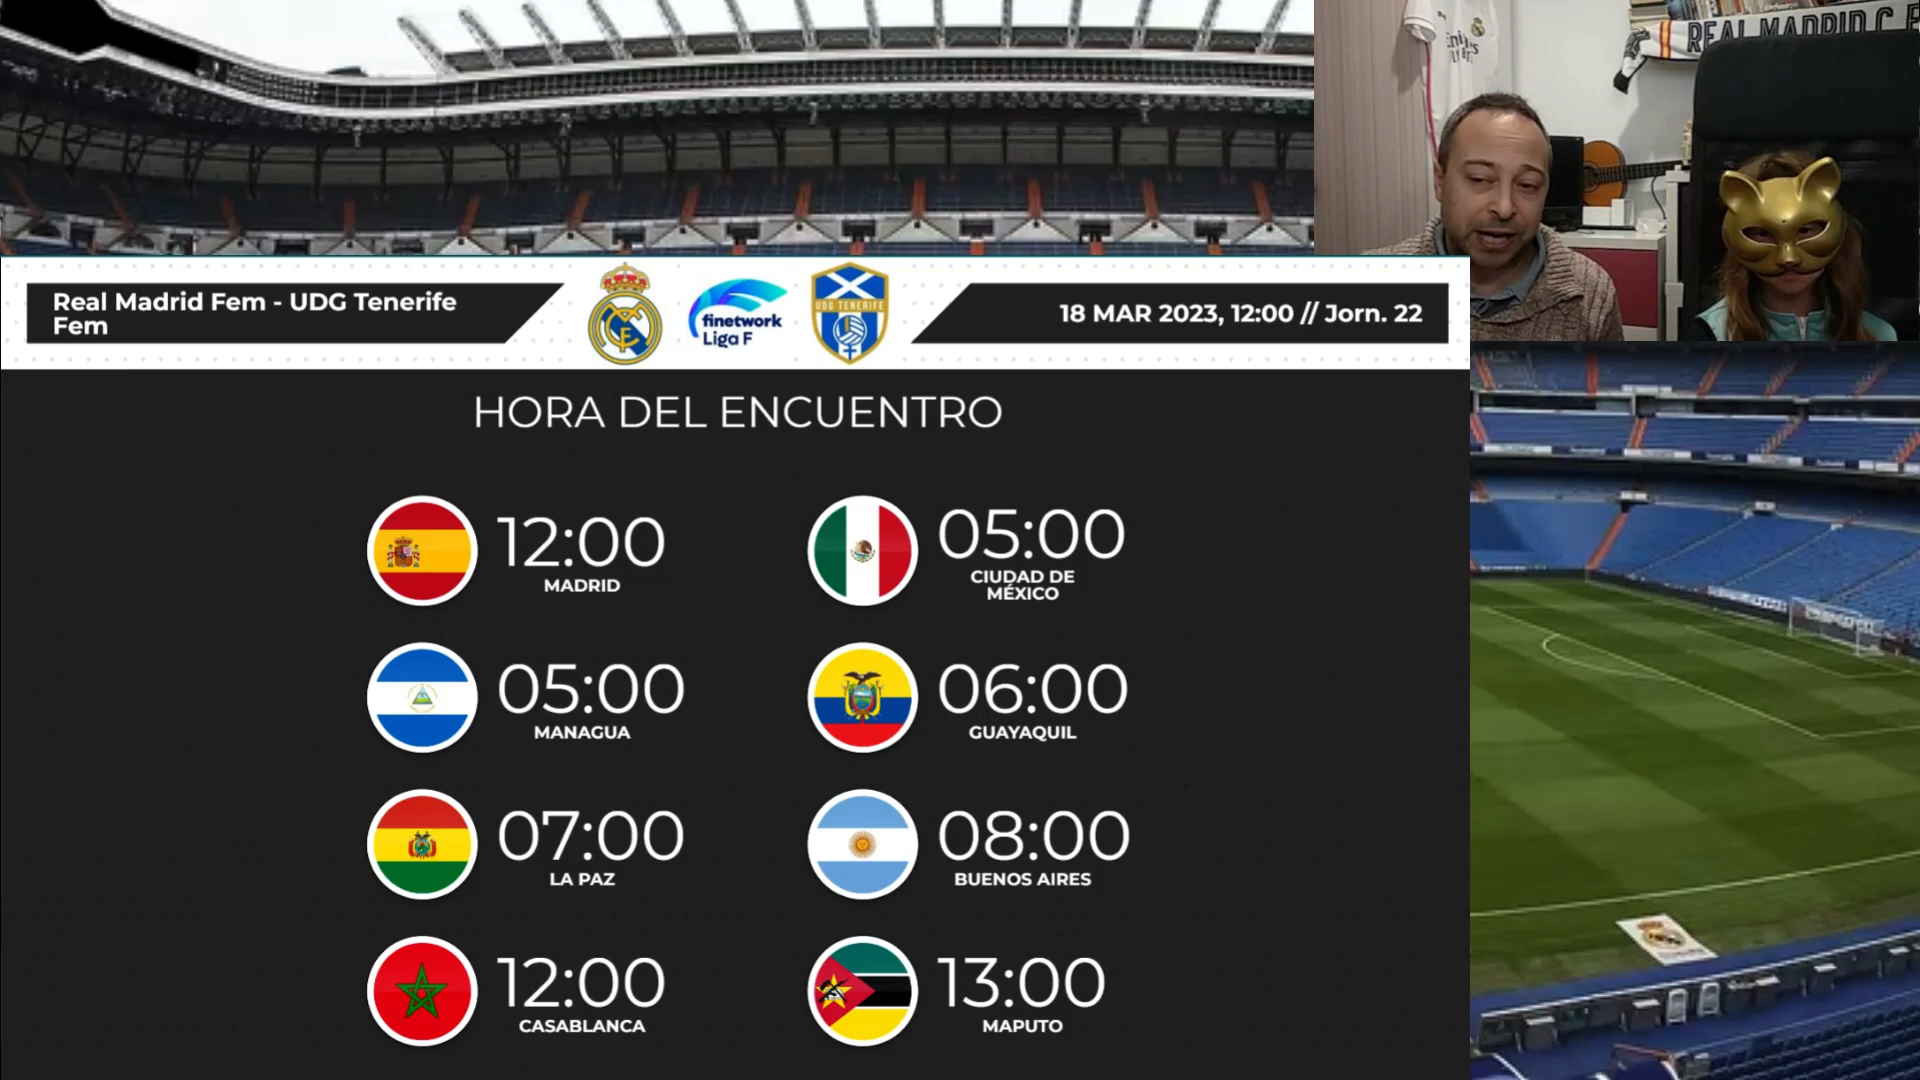 REAL MADRID C. F
Real Madrid Fem - UDG Tenerife
Fem
finetwork
Liga F
UDG TENERIFE
18 MAR 2023, 12:00 // Jorn. 22
HORA DEL ENCUENTRO
12:00
MADRID
05:00
CIUDAD DE
MÉXICO
05:00
MANAGUA
06:00
GUAYAQUIL
07:00
LA PAZ
08:00
BUENOS AIRES
12:00
CASABLANCA
13:00
MAPUTO